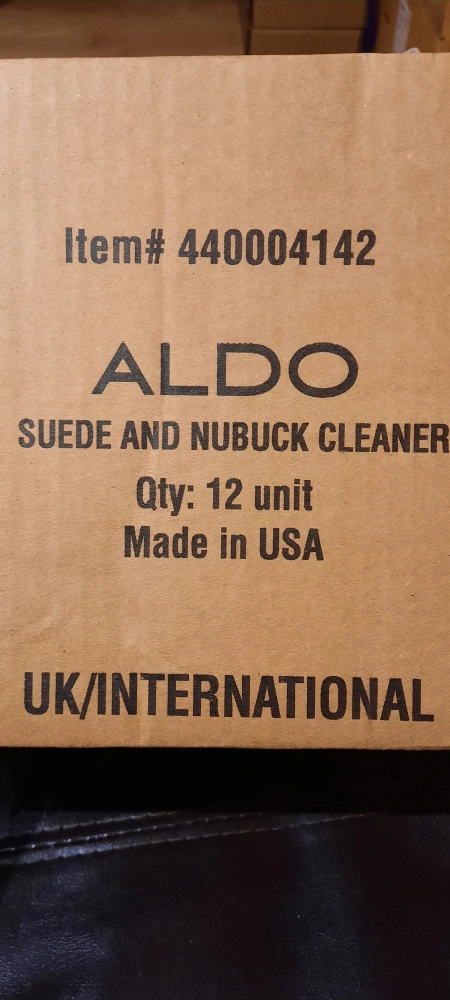 Item# 440004142
ALDO
SUEDE AND NUBUCK CLEANER
Qty: 12 unit
Made in USA
UK/INTERNATIONAL